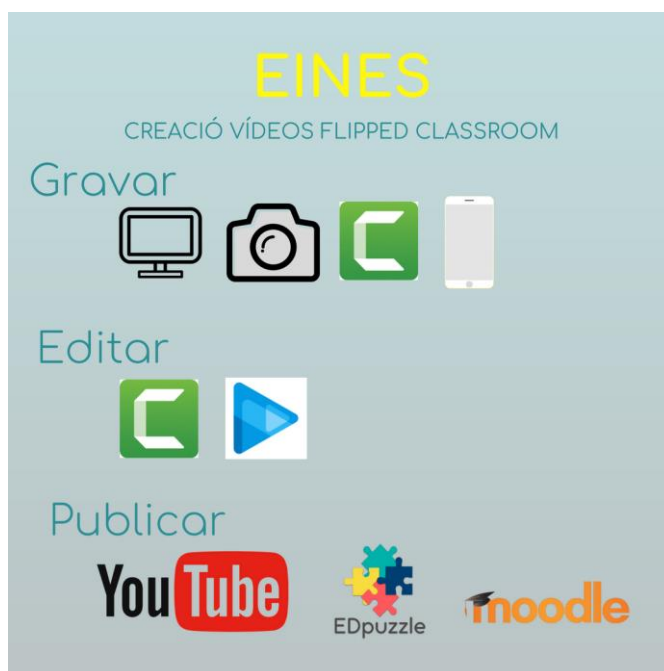 EINES
CREACIÓ VÍDEOS FLIPPED CLASSROOM
Gravar
Editar
Publicar
YouTube
EDpuzzle
moodle